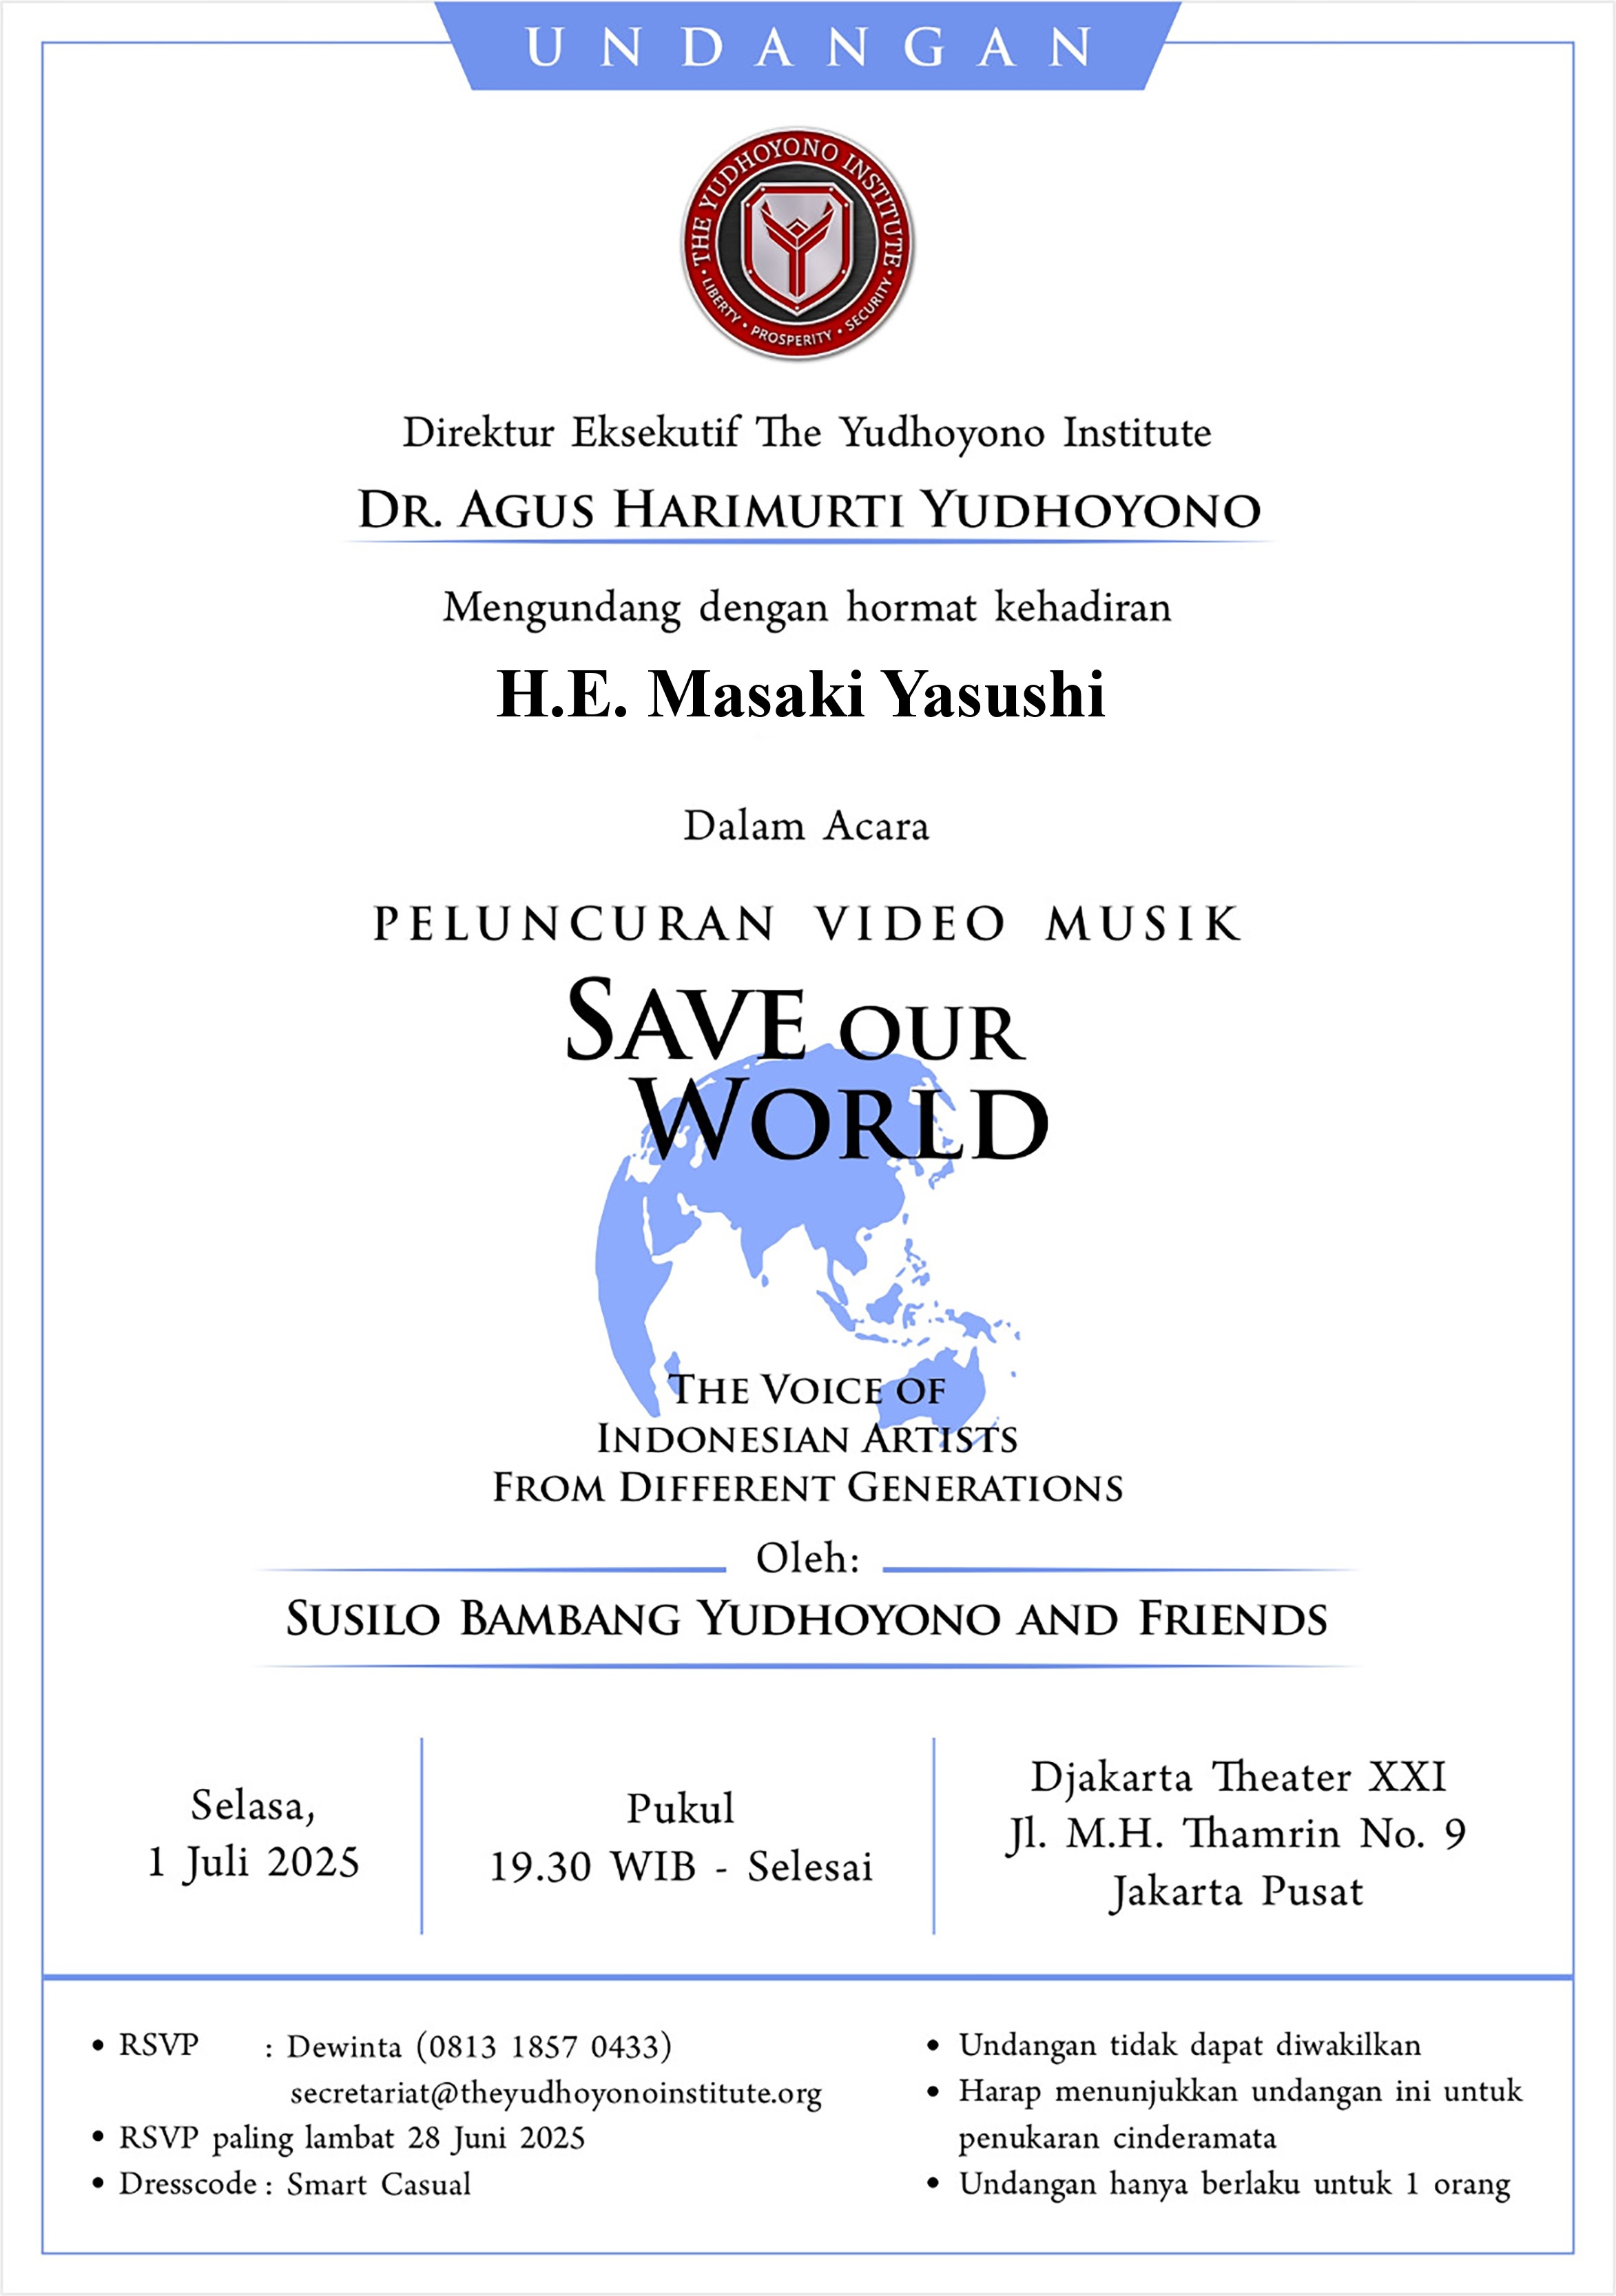 UNDANGAN
THE YUDHOYONO INSTITUTE
LIBERTY • PROSPERITY • SECURITY
Direktur Eksekutif The Yudhoyono Institute
DR. AGUS HARIMURTI YUDHOYONO
Mengundang dengan hormat kehadiran
H.E. Masaki Yasushi
Dalam Acara
PELUNCURAN VIDEO MUSIK
SAVE OUR
WORLD
THE VOICE OF
INDONESIAN ARTISTS
FROM DIFFERENT GENERATIONS
Oleh:
SUSILO BAMBANG YUDHOYONO AND FRIENDS
Selasa,
1 Juli 2025
Pukul
19.30 WIB - Selesai
Djakarta Theater XXI
Jl. M.H. Thamrin No. 9
Jakarta Pusat
• RSVP : Dewinta (0813 1857 0433)
secretariat@theyudhoyonoinstitute.org
• RSVP paling lambat 28 Juni 2025
• Dresscode : Smart Casual
• Undangan tidak dapat diwakilkan
• Harap menunjukkan undangan ini untuk
penukaran cinderamata
• Undangan hanya berlaku untuk 1 orang